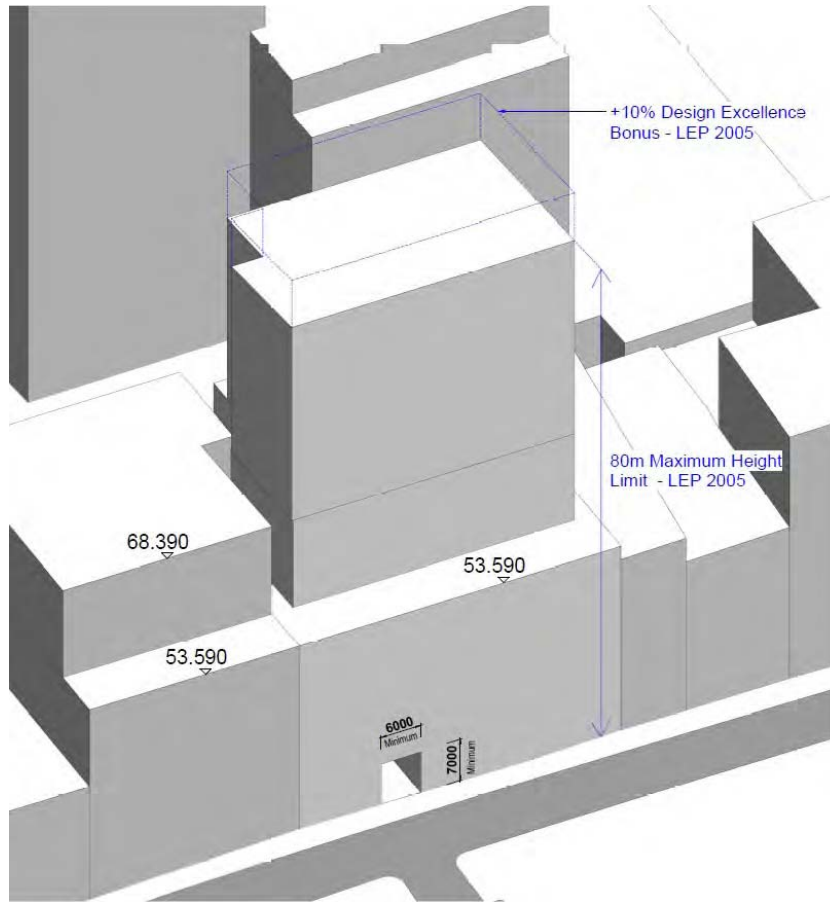 +10% Design Excellence
Bonus - LEP 2005
80m Maximum Height
Limit - LEP 2005
68.390
53.590
53.590
6000
Minimum
7000
Minimum